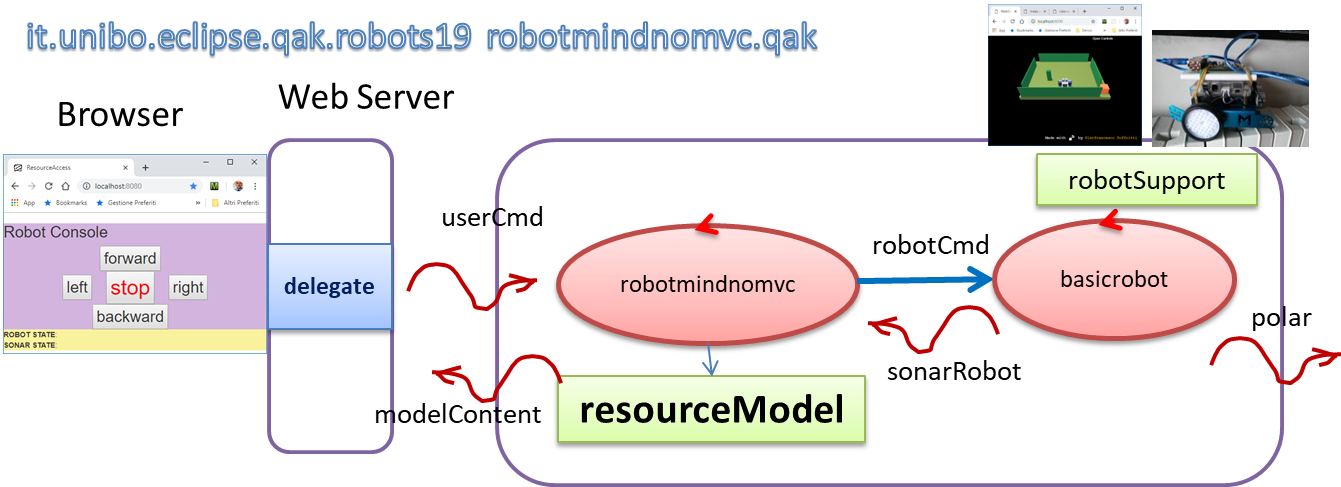 it.unibo.eclipse.qak.robots19 robotmindnomvc.qak
Browser
Web Server
ResourceAccess
localhost:8080
App Bookmarks Gestione Preferiti » Altri Preferiti
Robot Console
forward
left stop right
backward
ROBOT STATE:
SONAR STATE:
delegate
userCmd
modelContent
robotmindnomvc
resourceModel
robotCmd
sonarRobot
robotSupport
basicrobot
polar